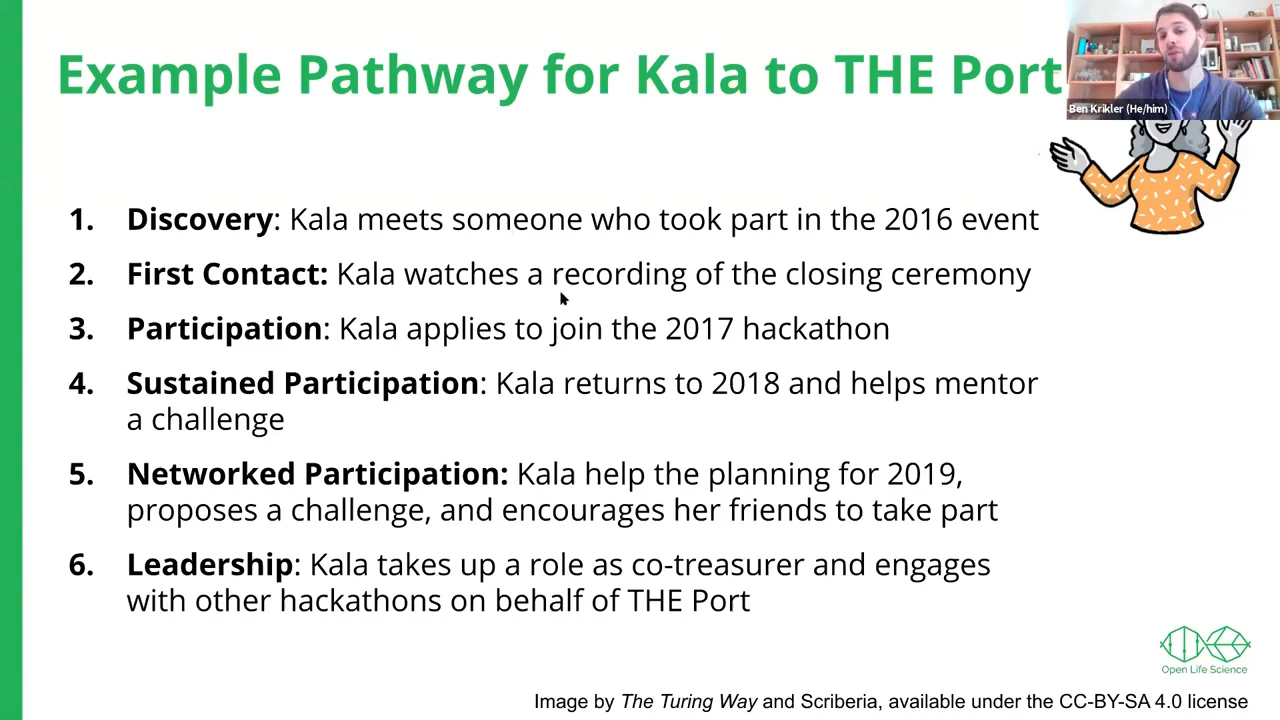 Example Pathway for Kala to THE Port
Ben Krikler (He/him)
1. Discovery: Kala meets someone who took part in the 2016 event
2. First Contact: Kala watches a recording of the closing ceremony
3. Participation: Kala applies to join the 2017 hackathon
4. Sustained Participation: Kala returns to 2018 and helps mentor
a challenge
5. Networked Participation: Kala help the planning for 2019,
proposes a challenge, and encourages her friends to take part
6. Leadership: Kala takes up a role as co-treasurer and engages
with other hackathons on behalf of THE Port
Open Life Science
Image by The Turing Way and Scriberia, available under the CC-BY-SA 4.0 license